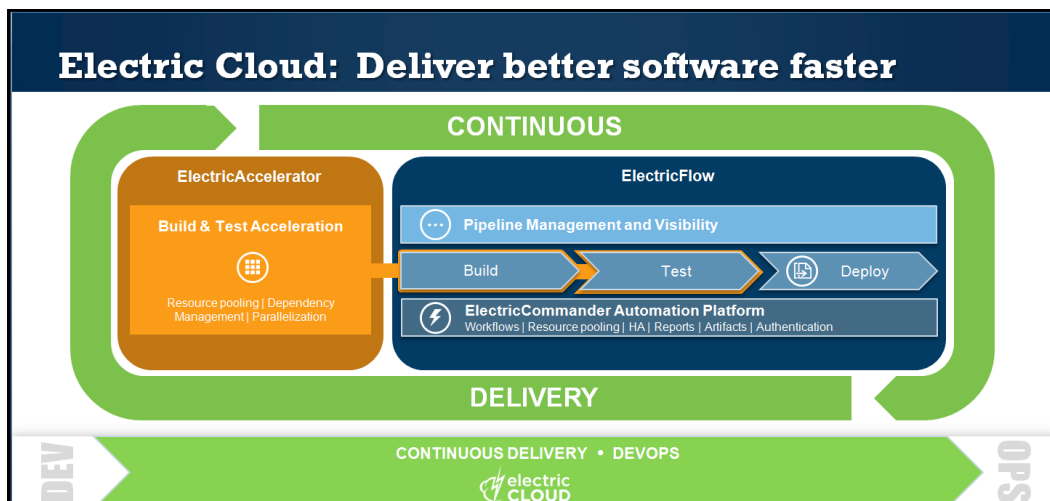 Electric Cloud: Deliver better software faster
CONTINUOUS
ElectricAccelerator
Build & Test Acceleration
Resource pooling | Dependency
Management | Parallelization
ElectricFlow
Pipeline Management and Visibility
Build
Test
Deploy
ElectricCommander Automation Platform
Workflows | Resource pooling | HA | Reports | Artifacts | Authentication
DELIVERY
DEV
CONTINUOUS DELIVERY • DEVOPS
electric
CLOUD
OPS